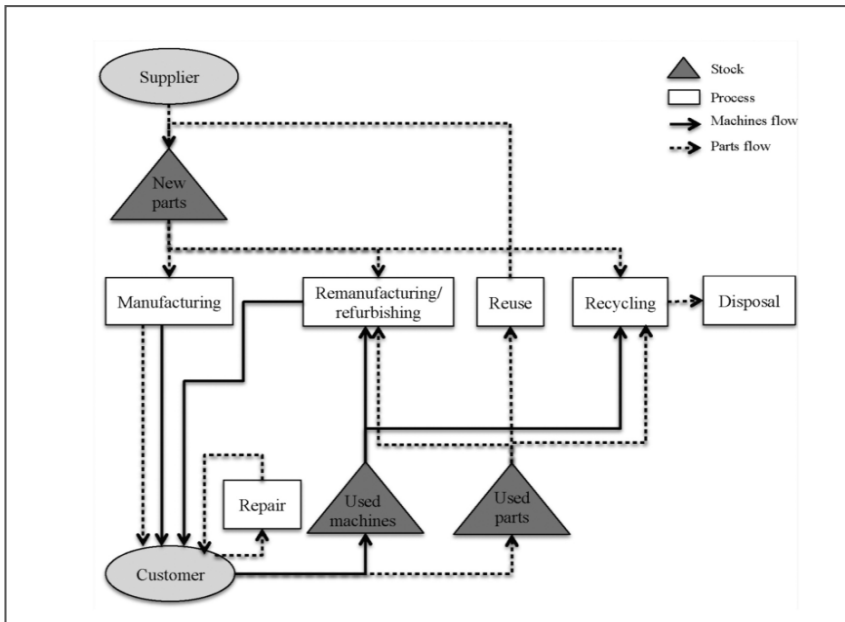 Supplier
Stock
Process
Machines flow
Parts flow
New
parts
Manufacturing
Remanufacturing/
refurbishing
Reuse
Recycling
Disposal
Repair
Used
machines
Used
parts
Customer